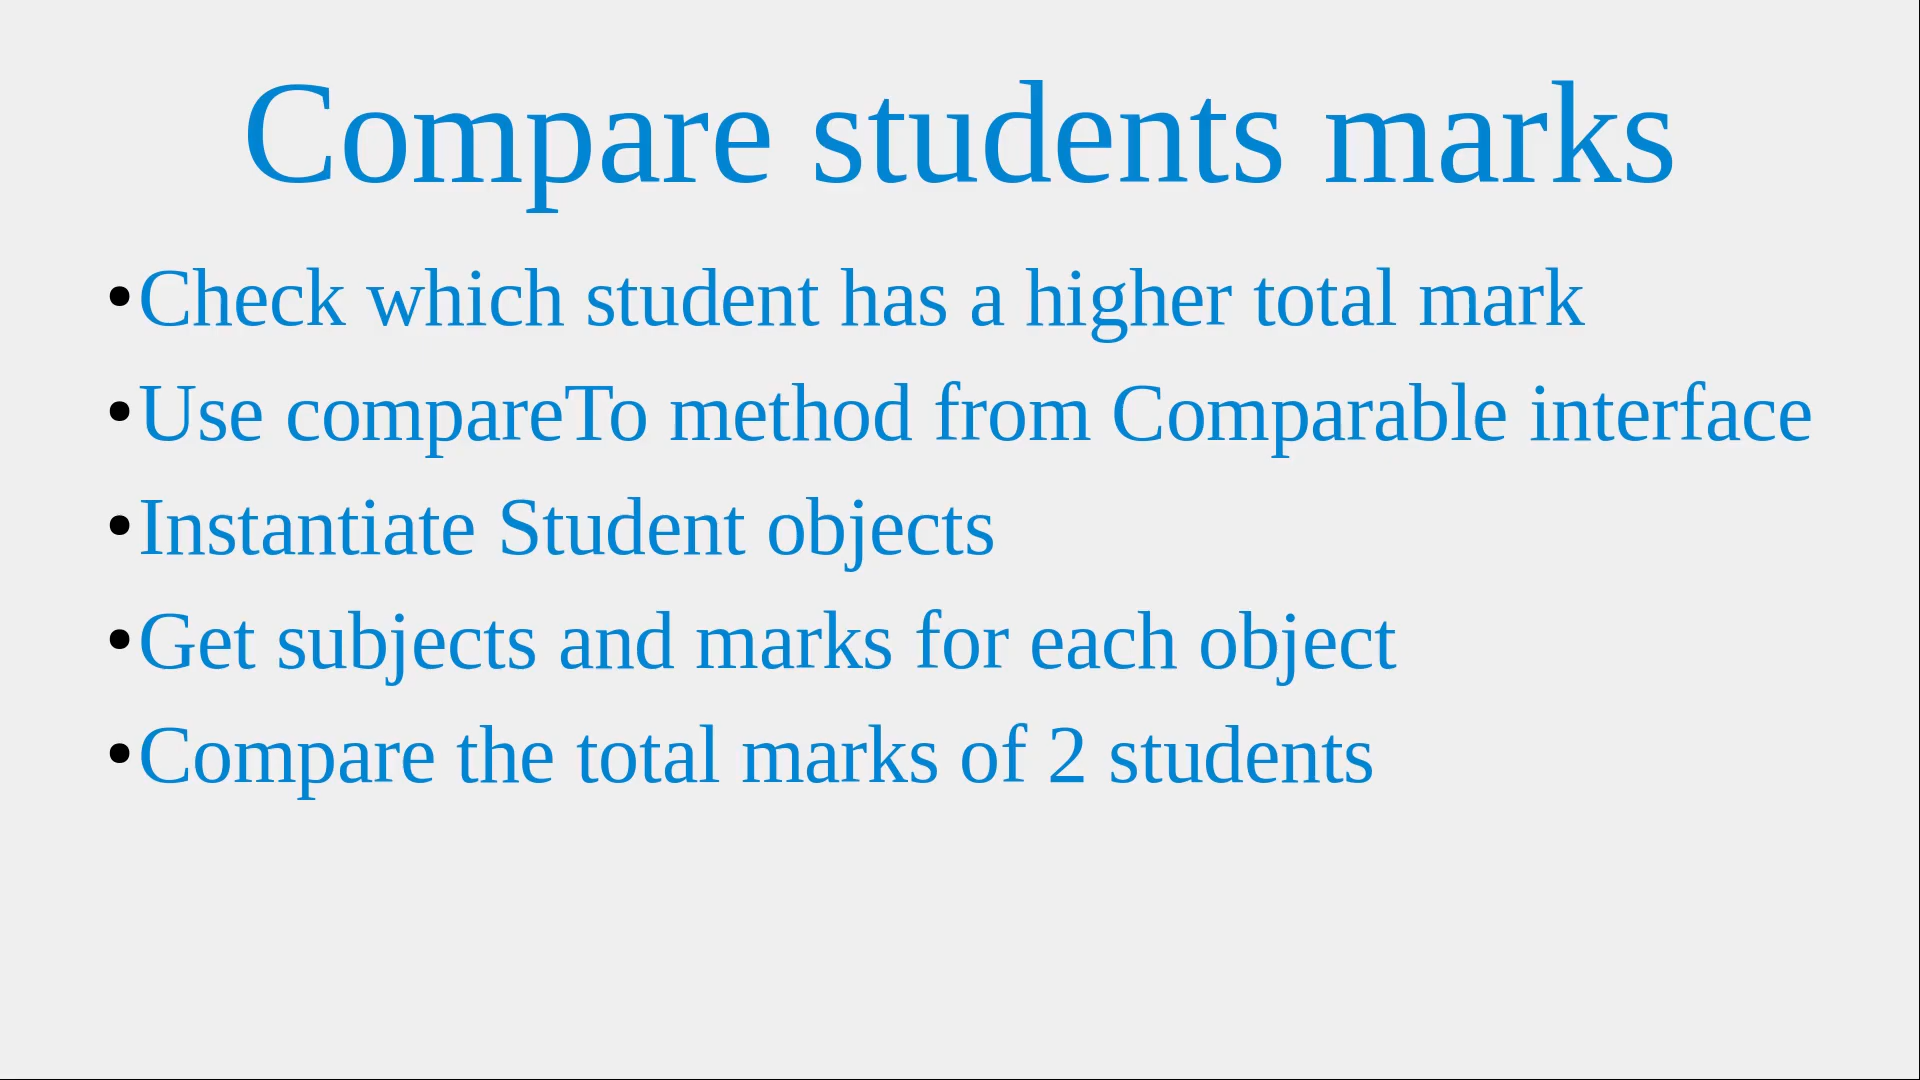 Compare students marks
•Check which student has a higher total mark
•Use compareTo method from Comparable interface
•Instantiate Student objects
•Get subjects and marks for each object
•Compare the total marks of 2 students